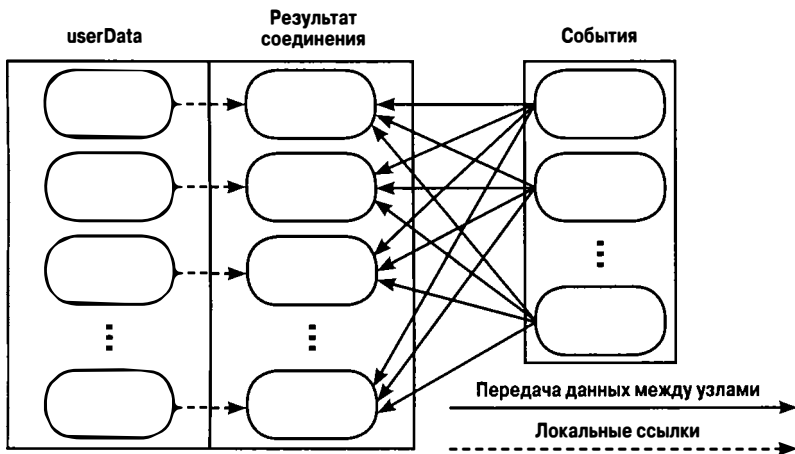 userData
Результат
соединения
События
Передача данных между узлами
Локальные ссылки